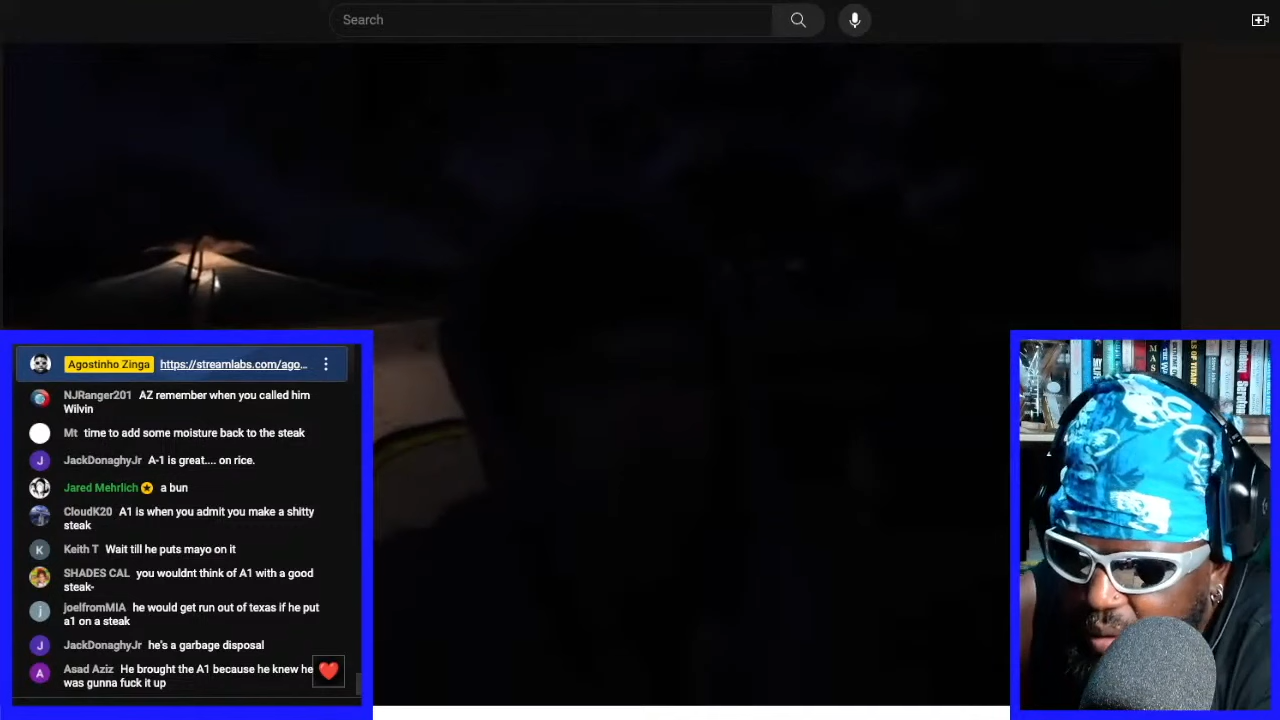 Search
Agostinho Zinga https://streamlabs.com/ago...
NJRanger201 AZ remember when you called him
Wilvin
Mt time to add some moisture back to the steak
J JackDonaghyJr A-1 is great.... on rice.
Jared Mehrlich a bun
CloudK20 A1 is when you admit you make a shitty
steak
K Keith T Wait till he puts mayo on it
SHADES CAL you wouldnt think of A1 with a good
steak-
j joelfromMIA he would get run out of texas if he put
a1 on a steak
J JackDonaghyJr he's a garbage disposal
A Asad Aziz He brought the A1 because he knew he
was gunna fuck it up